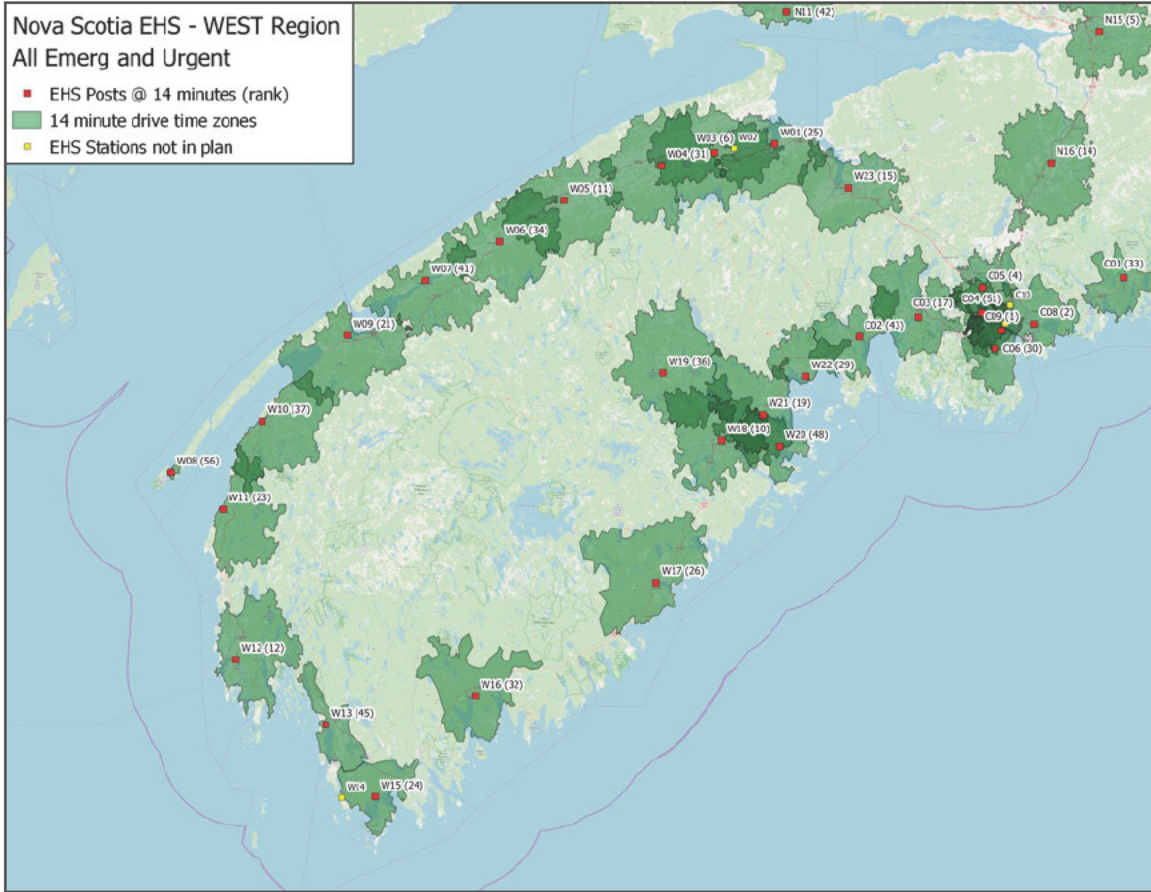 Nova Scotia EHS - WEST Region
All Emerg and Urgent
EHS Posts @ 14 minutes (rank)
14 minute drive time zones
EHS Stations not in plan
N11 (42)
N15 (5)
W03 (6)
W02
W01 (25)
W04 (31)
N16 (14)
W23 (15)
W05 (11)
W06 (34)
W07 (41)
C05 (4)
C01 (33)
C04 (51)
C10
C03 (17)
C09 (1)
C08 (2)
W09 (21)
C02 (43)
C06 (30)
W19 (36)
W22 (29)
W10 (37)
W21 (19)
W18 (10)
W20 (48)
W08 (56)
W11 (23)
W17 (26)
W12 (12)
W16 (32)
W13 (45)
W14
W15 (24)